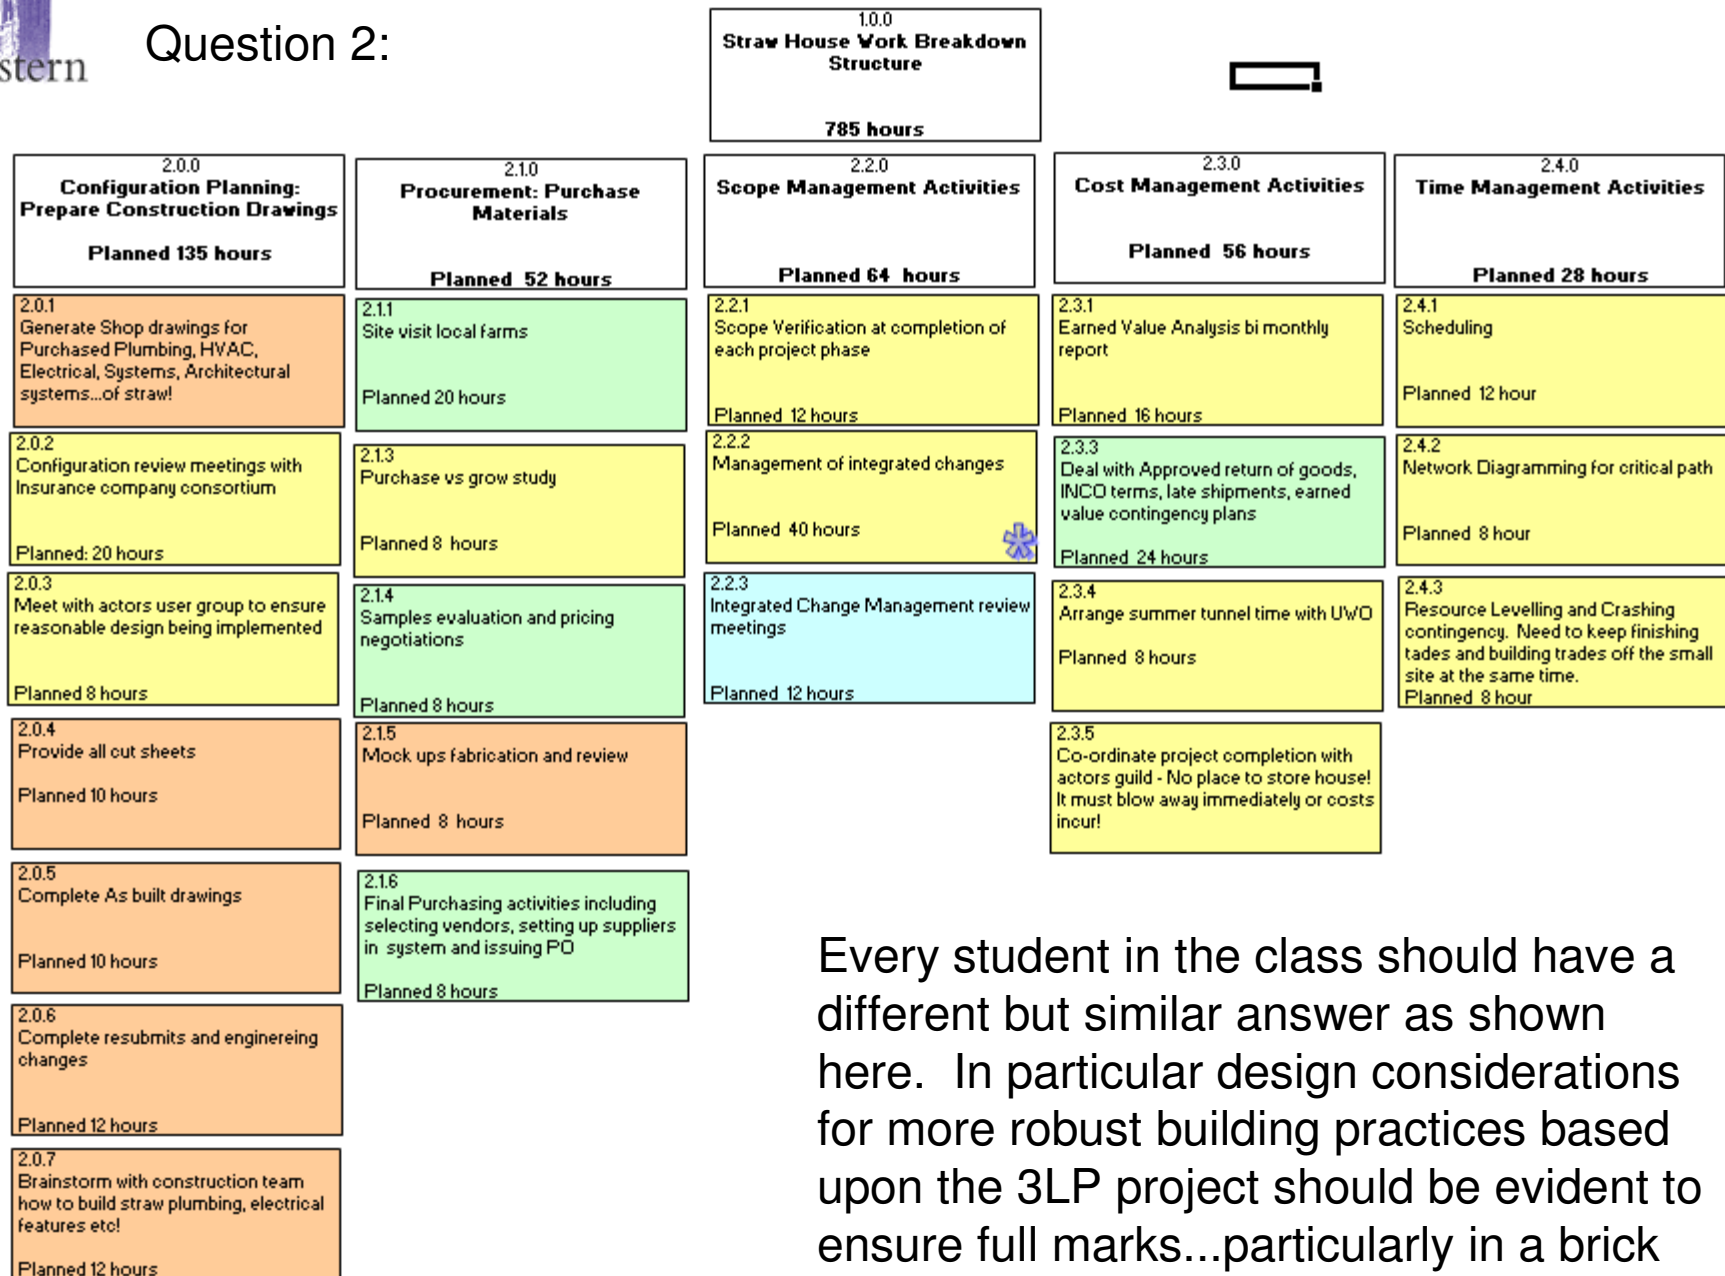 stern
Question 2:
1.0.0
Straw House Work Breakdown
Structure
785 hours
2.0.0
Configuration Planning:
Prepare Construction Drawings
Planned 135 hours
2.0.1
Generate Shop drawings for
Purchased Plumbing, HVAC,
Electrical, Systems, Architectural
systems...of straw!
2.0.2
Configuration review meetings with
Insurance company consortium
Planned: 20 hours
2.0.3
Meet with actors user group to ensure
reasonable design being implemented
Planned 8 hours
2.0.4
Provide all cut sheets
Planned 10 hours
2.0.5
Complete As built drawings
Planned 10 hours
2.0.6
Complete resubmits and enginereing
changes
Planned 12 hours
2.0.7
Brainstorm with construction team
how to build straw plumbing, electrical
features etc!
Planned 12 hours
2.1.0
Procurement: Purchase
Materials
Planned 52 hours
2.1.1
Site visit local farms
Planned 20 hours
2.1.3
Purchase vs grow study
Planned 8 hours
2.1.4
Samples evaluation and pricing
negotiations
Planned 8 hours
2.1.5
Mock ups fabrication and review
Planned 8 hours
2.1.6
Final Purchasing activities including
selecting vendors, setting up suppliers
in system and issuing PO
Planned 8 hours
2.2.0
Scope Management Activities
Planned 64 hours
2.2.1
Scope Verification at completion of
each project phase
Planned 12 hours
2.2.2
Management of integrated changes
Planned 40 hours
2.2.3
Integrated Change Management review
meetings
Planned 12 hours
2.3.0
Cost Management Activities
Planned 56 hours
2.3.1
Earned Value Analysis bi monthly
report
Planned 16 hours
2.3.3
Deal with Approved return of goods,
INCO terms, late shipments, earned
value contingency plans
Planned 24 hours
2.3.4
Arrange summer tunnel time with UWO
Planned 8 hours
2.3.5
Co-ordinate project completion with
actors guild - No place to store house!
It must blow away immediately or costs
incur!
2.4.0
Time Management Activities
Planned 28 hours
2.4.1
Scheduling
Planned 12 hour
2.4.2
Network Diagramming for critical path
Planned 8 hour
2.4.3
Resource Levelling and Crashing
contingency. Need to keep finishing
tades and building trades off the small
site at the same time.
Planned 8 hour
Every student in the class should have a
different but similar answer as shown
here. In particular design considerations
for more robust building practices based
upon the 3LP project should be evident to
ensure full marks...particularly in a brick